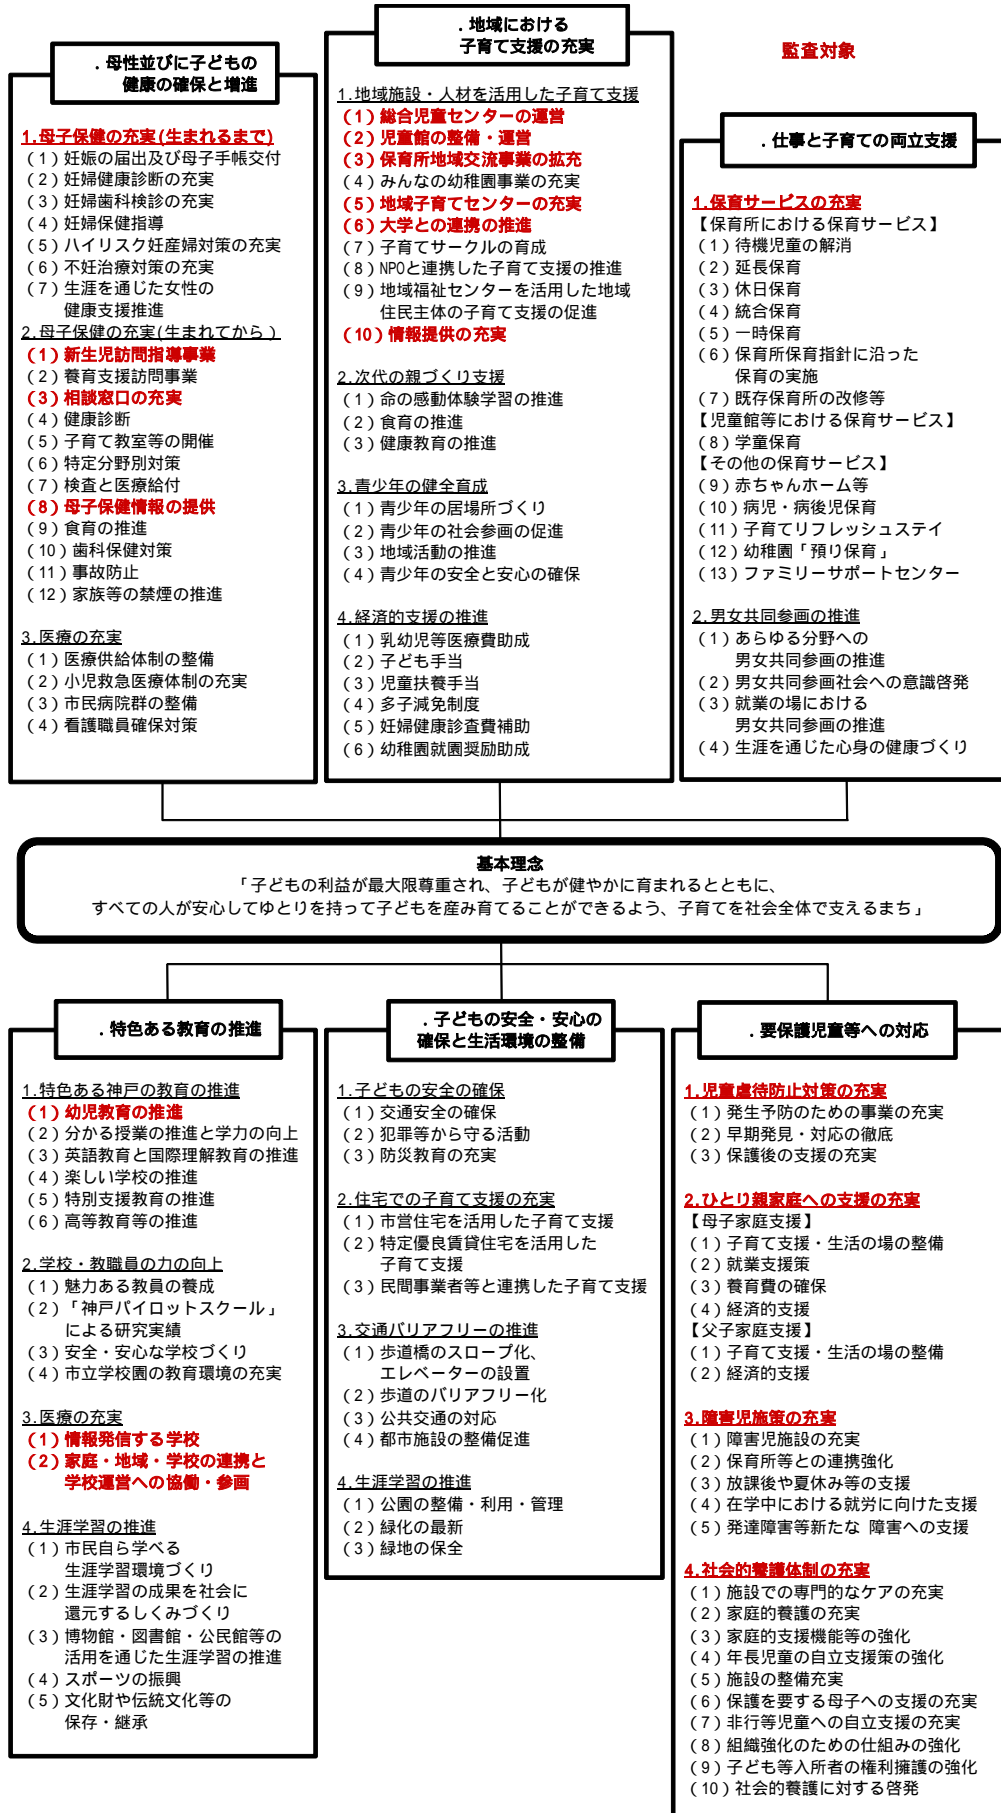 ．母性並びに子どもの
健康の確保と増進
1.母子保健の充実(生まれるまで)
(1)妊娠の届出及び母子手帳交付
(2)妊婦健康診断の充実
(3)妊婦歯科検診の充実
(4)妊婦保健指導
(5)ハイリスク妊産婦対策の充実
(6)不妊治療対策の充実
(7)生涯を通じた女性の
健康支援推進
2.母子保健の充実(生まれてから)
(1)新生児訪問指導事業
(2)養育支援訪問事業
(3)相談窓口の充実
(4)健康診断
(5)子育て教室等の開催
(6)特定分野別対策
(7)検査と医療給付
(8)母子保健情報の提供
(9)食育の推進
(10)歯科保健対策
(11)事故防止
(12)家族等の禁煙の推進
3.医療の充実
(1)医療供給体制の整備
(2)小児救急医療体制の充実
(3)市民病院群の整備
(4)看護職員確保対策
．地域における
子育て支援の充実
1.地域施設・人材を活用した子育て支援
(1)総合児童センターの運営
(2)児童館の整備・運営
(3)保育所地域交流事業の拡充
(4)みんなの幼稚園事業の充実
(5)地域子育てセンターの充実
(6)大学との連携の推進
(7)子育てサークルの育成
(8)NPOと連携した子育て支援の推進
(9)地域福祉センターを活用した地域
住民主体の子育て支援の促進
(10)情報提供の充実
2.次代の親づくり支援
(1)命の感動体験学習の推進
(2)食育の推進
(3)健康教育の推進
3.青少年の健全育成
(1)青少年の居場所づくり
(2)青少年の社会参画の促進
(3)地域活動の推進
(4)青少年の安全と安心の確保
4.経済的支援の推進
(1)乳幼児等医療費助成
(2)子ども手当
(3)児童扶養手当
(4)多子減免制度
(5)妊婦健康診査費補助
(6)幼稚園就園奨励助成
監査対象
．仕事と子育ての両立支援
1.保育サービスの充実
【保育所における保育サービス】
(1)待機児童の解消
(2)延長保育
(3)休日保育
(4)統合保育
(5)一時保育
(6)保育所保育指針に沿った
保育の実施
(7)既存保育所の改修等
【児童館等における保育サービス】
(8)学童保育
【その他の保育サービス】
(9)赤ちゃんホーム等
(10)病児・病後児保育
(11)子育てリフレッシュステイ
(12)幼稚園「預り保育」
(13)ファミリーサポートセンター
2.男女共同参画の推進
(1)あらゆる分野への
男女共同参画の推進
(2)男女共同参画社会への意識啓発
(3)就業の場における
男女共同参画の推進
(4)生涯を通じた心身の健康づくり
基本理念
「子どもの利益が最大限尊重され、子どもが健やかに育まれるとともに、
すべての人が安心してゆとりを持って子どもを産み育てることができるよう、子育てを社会全体で支えるまち」
．特色ある教育の推進
1.特色ある神戸の教育の推進
(1)幼児教育の推進
(2)分かる授業の推進と学力の向上
(3)英語教育と国際理解教育の推進
(4)楽しい学校の推進
(5)特別支援教育の推進
(6)高等教育等の推進
2.学校・教職員の力の向上
(1)魅力ある教員の養成
(2)「神戸パイロットスクール」
による研究実績
(3)安全・安心な学校づくり
(4)市立学校園の教育環境の充実
3.医療の充実
(1)情報発信する学校
(2)家庭・地域・学校の連携と
学校運営への協働・参画
4.生涯学習の推進
(1)市民自ら学べる
生涯学習環境づくり
(2)生涯学習の成果を社会に
還元するしくみづくり
(3)博物館・図書館・公民館等の
活用を通じた生涯学習の推進
(4)スポーツの振興
(5)文化財や伝統文化等の
保存・継承
．子どもの安全・安心の
確保と生活環境の整備
1.子どもの安全の確保
(1)交通安全の確保
(2)犯罪等から守る活動
(3)防災教育の充実
2.住宅での子育て支援の充実
(1)市営住宅を活用した子育て支援
(2)特定優良賃貸住宅を活用した
子育て支援
(3)民間事業者等と連携した子育て支援
3.交通バリアフリーの推進
(1)歩道橋のスロープ化、
エレベーターの設置
(2)歩道のバリアフリー化
(3)公共交通の対応
(4)都市施設の整備促進
4.生涯学習の推進
(1)公園の整備・利用・管理
(2)緑化の最新
(3)緑地の保全
．要保護児童等への対応
1.児童虐待防止対策の充実
(1)発生予防のための事業の充実
(2)早期発見・対応の徹底
(3)保護後の支援の充実
2.ひとり親家庭への支援の充実
【母子家庭支援】
(1)子育て支援・生活の場の整備
(2)就業支援策
(3)養育費の確保
(4)経済的支援
【父子家庭支援】
(1)子育て支援・生活の場の整備
(2)経済的支援
3.障害児施策の充実
(1)障害児施設の充実
(2)保育所等との連携強化
(3)放課後や夏休み等の支援
(4)在学中における就労に向けた支援
(5)発達障害等新たな 障害への支援
4.社会的養護体制の充実
(1)施設での専門的なケアの充実
(2)家庭的養護の充実
(3)家庭的支援機能等の強化
(4)年長児童の自立支援策の強化
(5)施設の整備充実
(6)保護を要する母子への支援の充実
(7)非行等児童への自立支援の充実
(8)組織強化のための仕組みの強化
(9)子ども等入所者の権利擁護の強化
(10)社会的養護に対する啓発